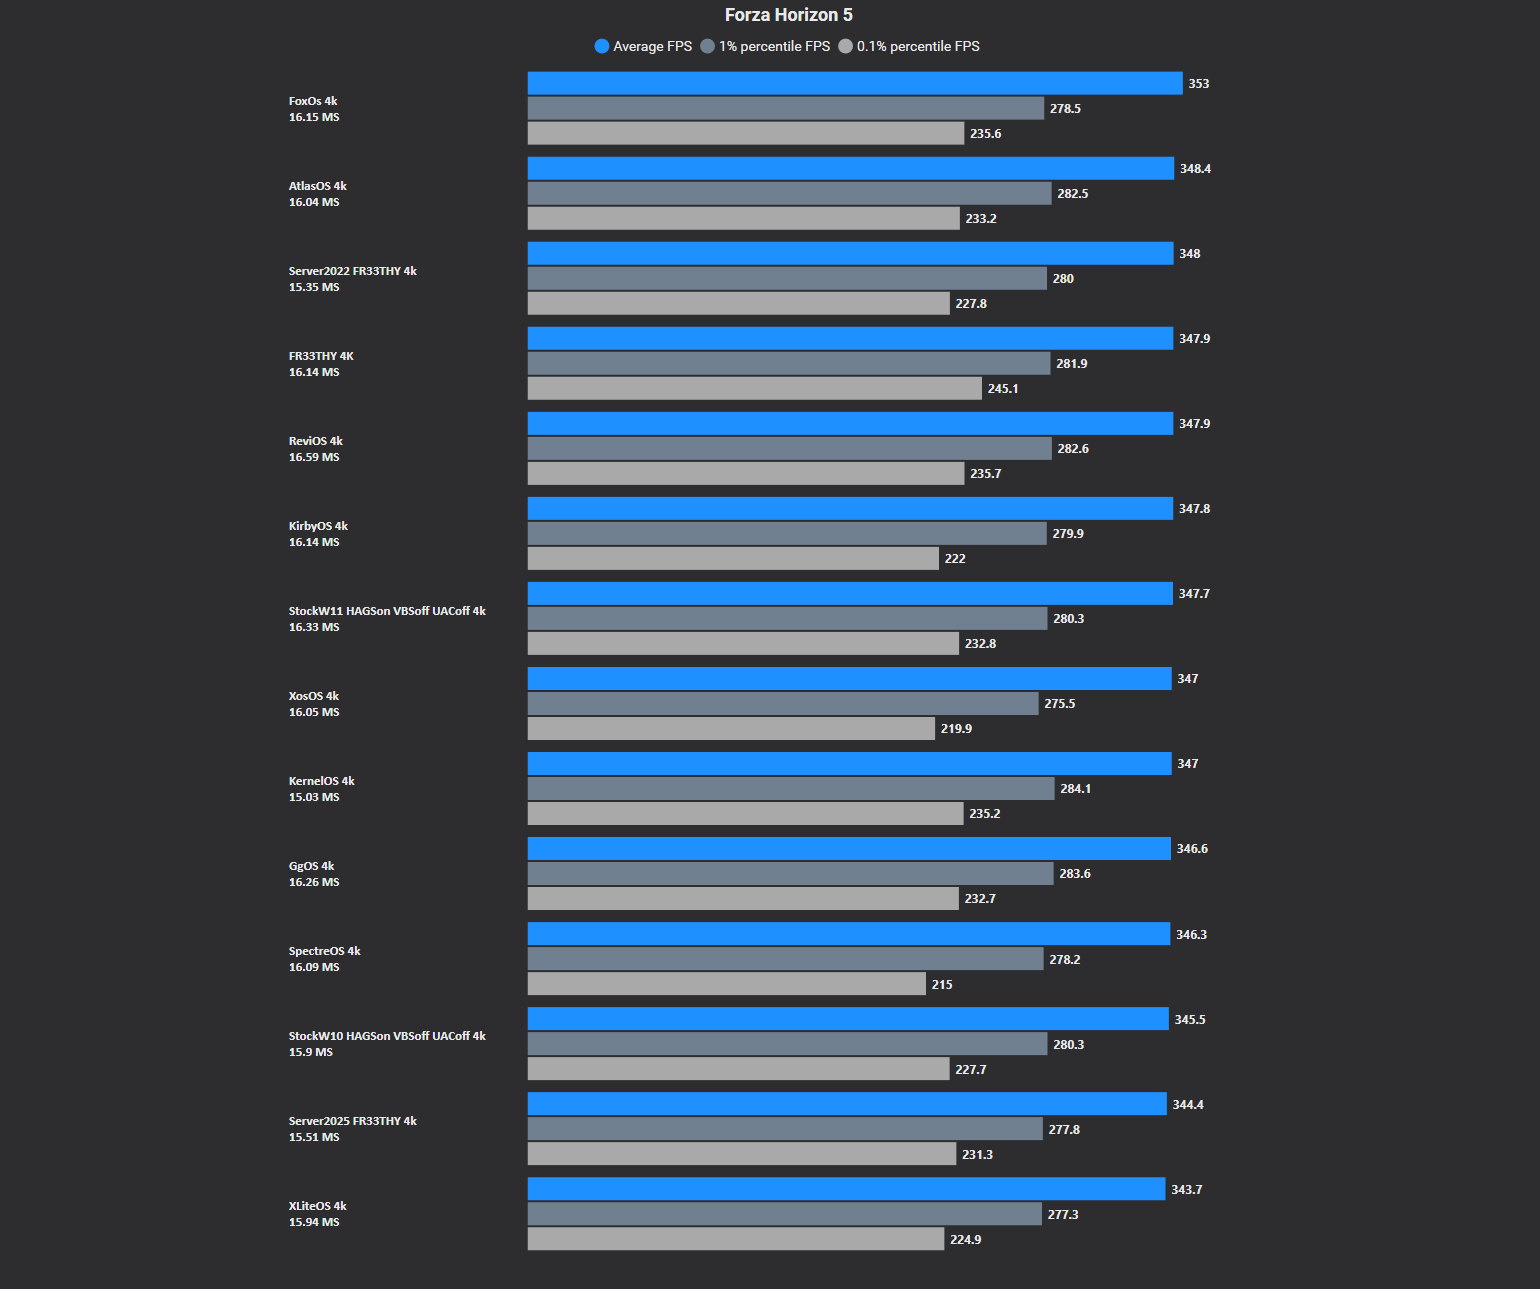 Forza Horizon 5
Average FPS 1% percentile FPS 0.1% percentile FPS
FoxOs 4k
16.15 MS
353
278.5
235.6
AtlasOS 4k
16.04 MS
348.4
282.5
233.2
Server2022 FR33THY 4k
15.35 MS
348
280
227.8
FR33THY 4K
16.14 MS
347.9
281.9
245.1
ReviOS 4k
16.59 MS
347.9
282.6
235.7
KirbyOS 4k
16.14 MS
347.8
279.9
222
StockW11 HAGSon VBSoff UACoff 4k
16.33 MS
347.7
280.3
232.8
XosOS 4k
16.05 MS
347
275.5
219.9
KernelOS 4k
15.03 MS
347
284.1
235.2
GgOS 4k
16.26 MS
346.6
283.6
232.7
SpectreOS 4k
16.09 MS
346.3
278.2
215
StockW10 HAGSon VBSoff UACoff 4k
15.9 MS
345.5
280.3
227.7
Server2025 FR33THY 4k
15.51 MS
344.4
277.8
231.3
XLiteOS 4k
15.94 MS
343.7
277.3
224.9